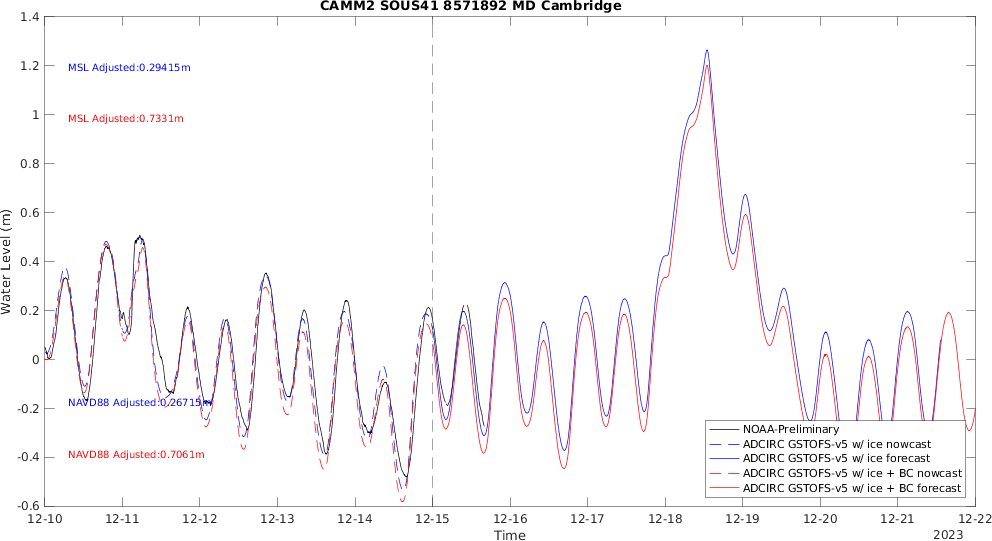 CAMM2 SOUS41 8571892 MD Cambridge
1.4
1.2
1
0.8
0.6
0.4
0.2
0
-0.2
-0.4
-0.6
Water Level (m)
MSL Adjusted:0.29415m
MSL Adjusted:0.7331m
NAVD88 Adjusted:0.26715m
NAVD88 Adjusted:0.7061m
NOAA-Preliminary
ADCIRC GSTOFS-v5 w/ ice nowcast
ADCIRC GSTOFS-v5 w/ ice forecast
ADCIRC GSTOFS-v5 w/ ice + BC nowcast
ADCIRC GSTOFS-v5 w/ ice + BC forecast
12-10 12-11 12-12 12-13 12-14 12-15 12-16 12-17 12-18 12-19 12-20 12-21 12-22
Time
2023